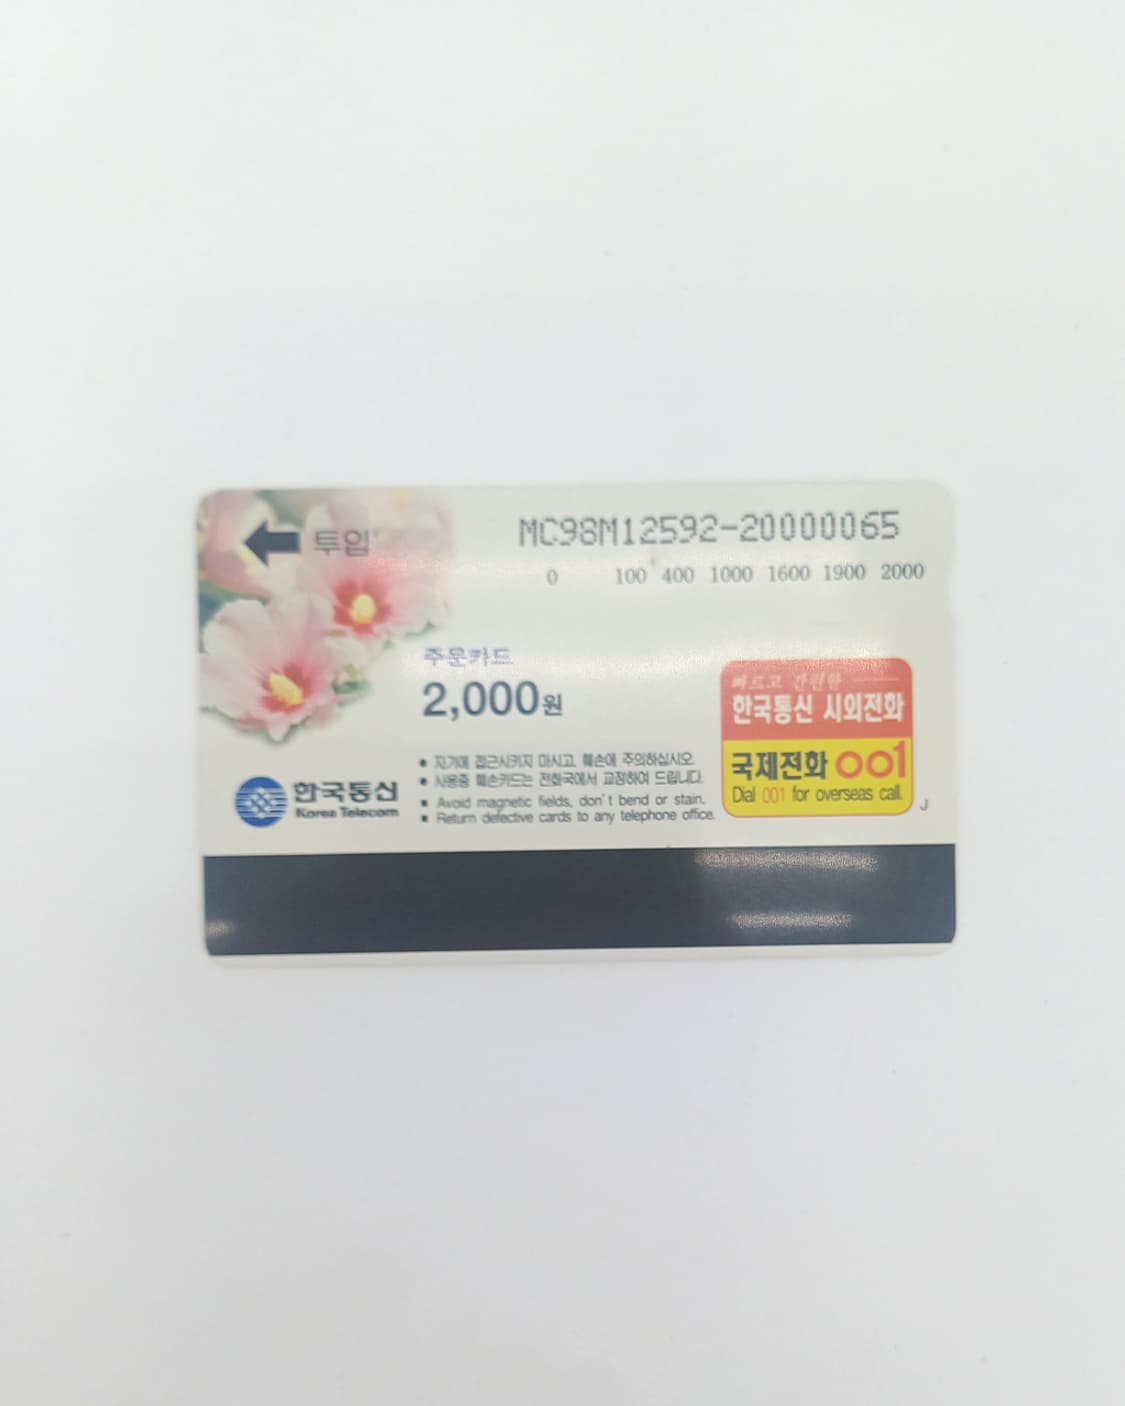 투입
MC98M12592-20000065
0 100 400 1000 1600 1900 2000
주문카드
2,000원
빠르고 간편한
한국통신 시외전화
국제전화 001
Dial 001 for overseas call.
J
• 자기에 접근시키지 마시고, 훼손에 주의하십시오.
• 사용중 훼손카드는 전화국에서 교정하여 드립니다.
▪ Avoid magnetic fields, don't bend or stain.
▪ Return defective cards to any telephone office.
한국통신
Korea Telecom